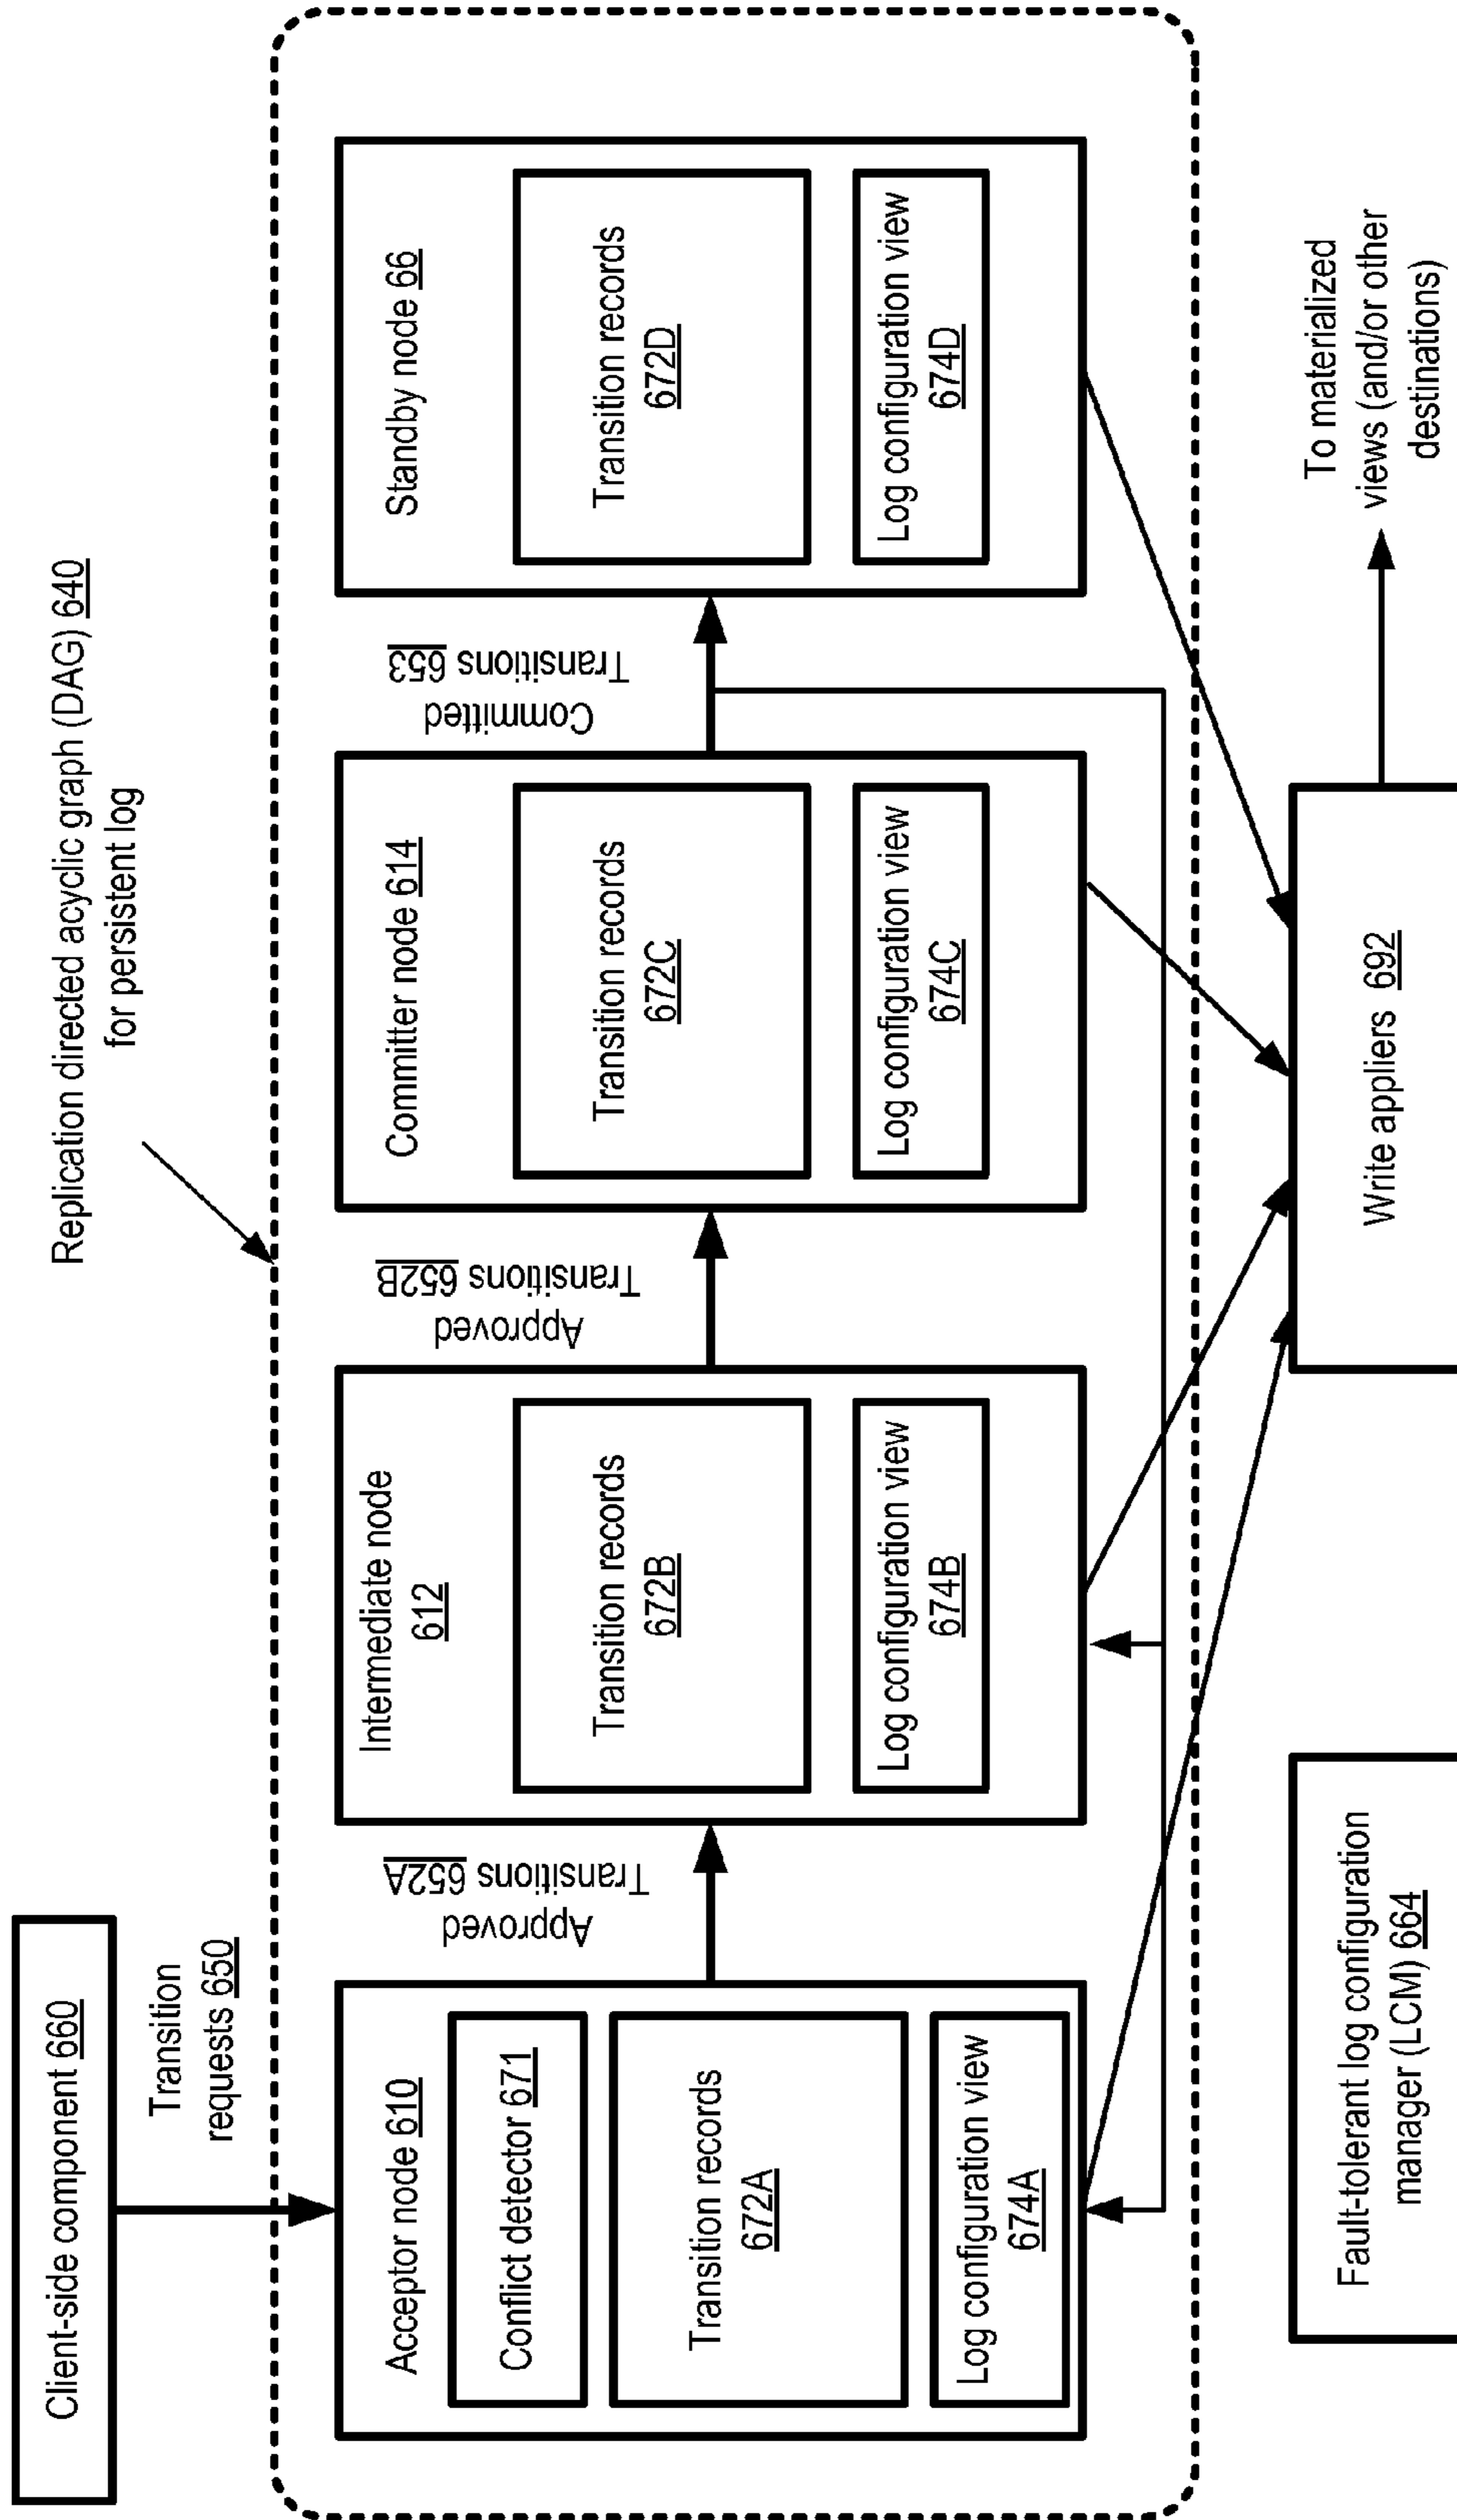 Replication directed acyclic graph (DAG) 640
for persistent log
Client-side component 660
Transition
requests 650
Acceptor node 610
Conflict detector 671
Transition records
672A
Log configuration view
674A
Approved
Transitions 652A
Intermediate node
612
Transition records
672B
Log configuration view
674B
Approved
Transitions 652B
Committer node 614
Transition records
672C
Log configuration view
674C
Committed
Transitions 653
Standby node 66
Transition records
672D
Log configuration view
674D
Fault-tolerant log configuration
manager (LCM) 664
Write appliers 692
To materialized
views (and/or other
destinations)